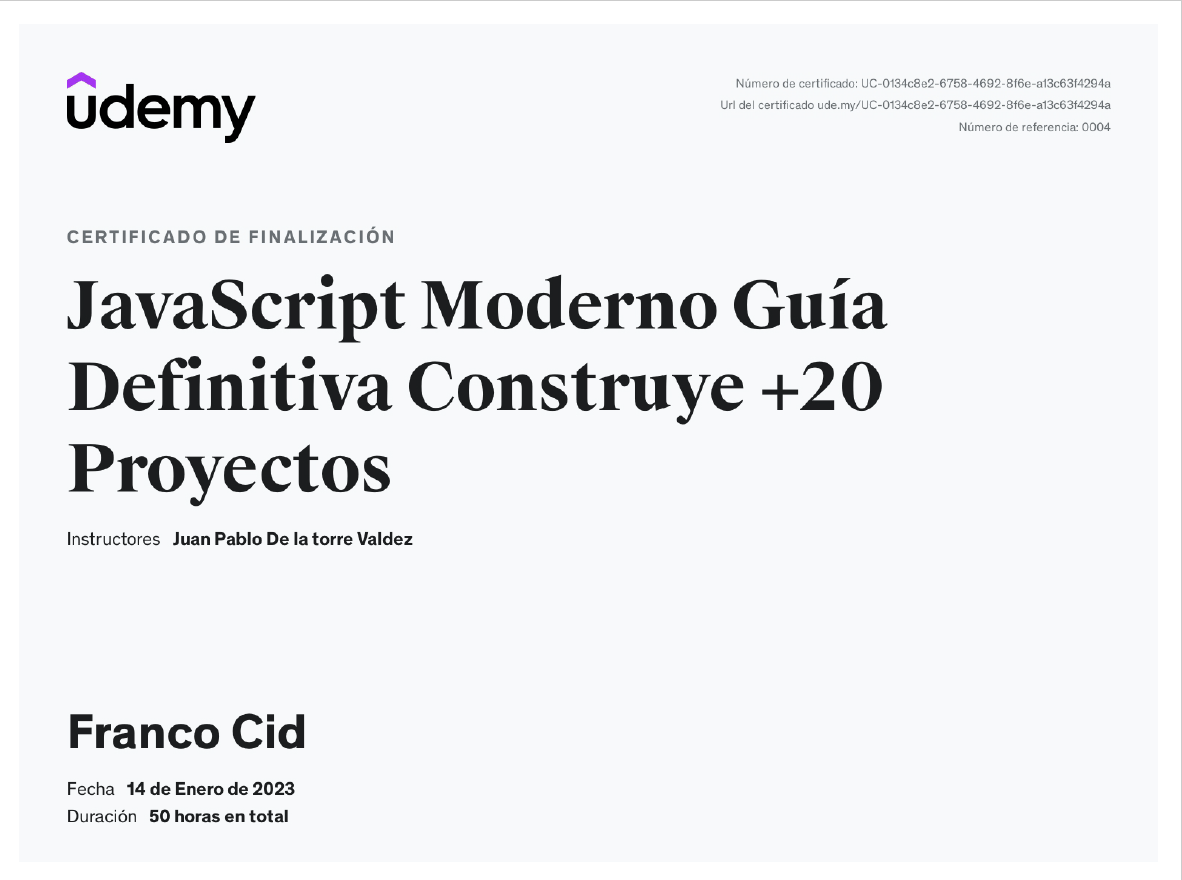 udemy
Número de certificado: UC-0134c8e2-6758-4692-8f6e-a13c63f4294a
Url del certificado ude.my/UC-0134c8e2-6758-4692-8f6e-a13c63f4294a
Número de referencia: 0004
CERTIFICADO DE FINALIZACIÓN
JavaScript Moderno Guía
Definitiva Construye +20
Proyectos
Instructores Juan Pablo De la torre Valdez
Franco Cid
Fecha 14 de Enero de 2023
Duración 50 horas en total